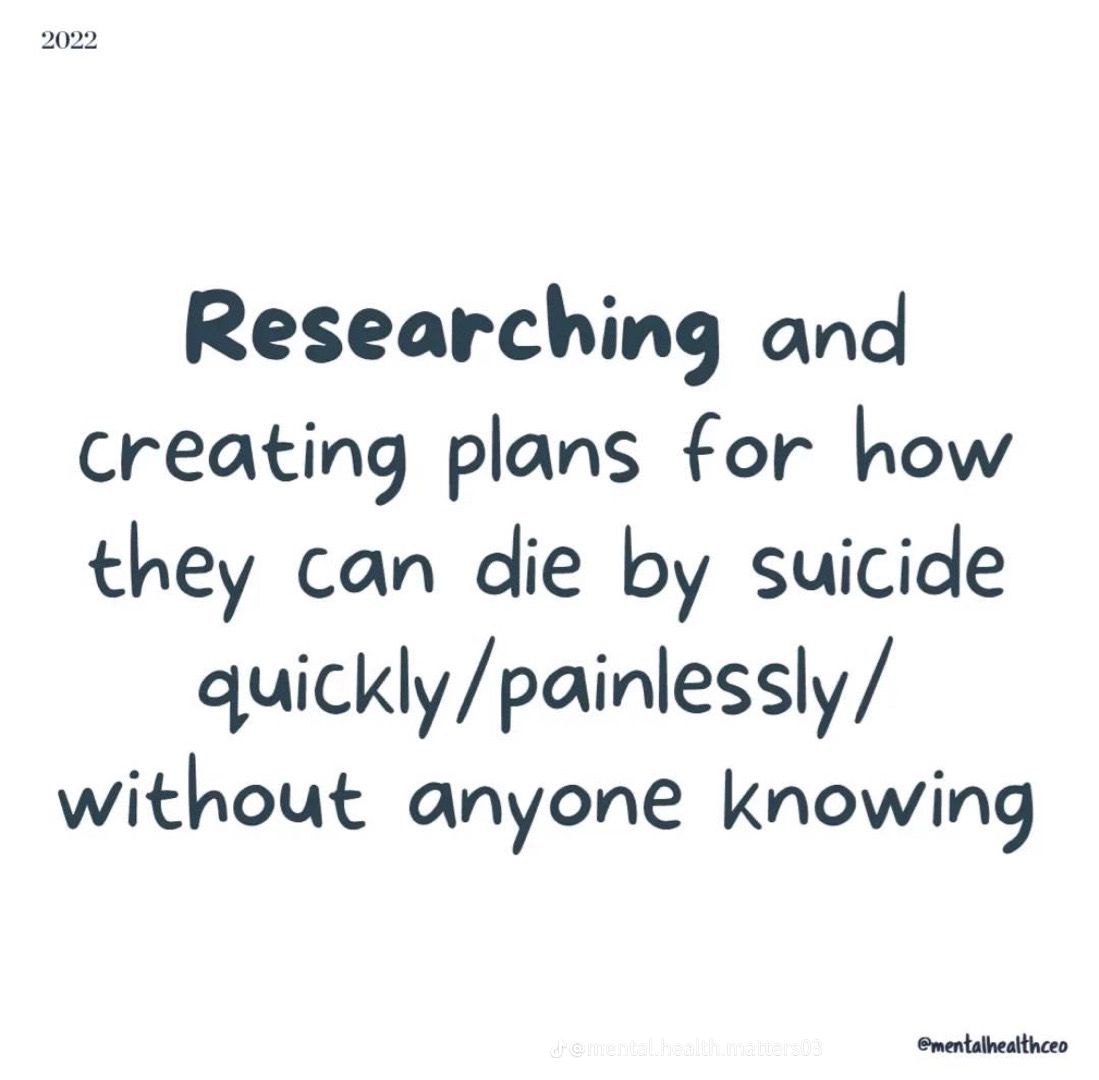 2022
Researching and
creating plans for how
they can die by suicide
quickly/painlessly/
without anyone knowing
@mental.health.matters03
@mentalhealthceo